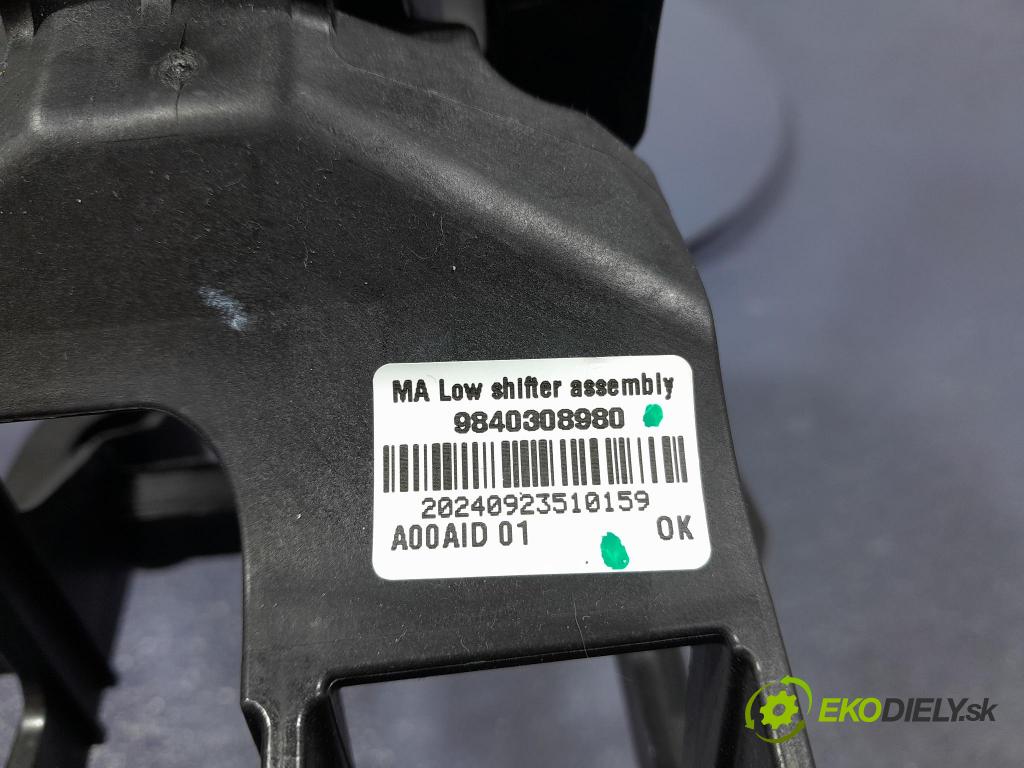 MA Low shifter assembly
9840308980
20240923510159
A00AID 01 OK
EKODIELY.sk